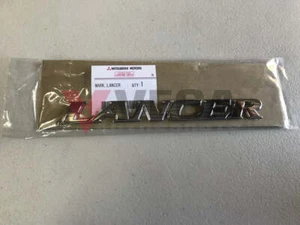 MITSUBISHI MOTORS
MARK, LANCER QTY 1
LANCER